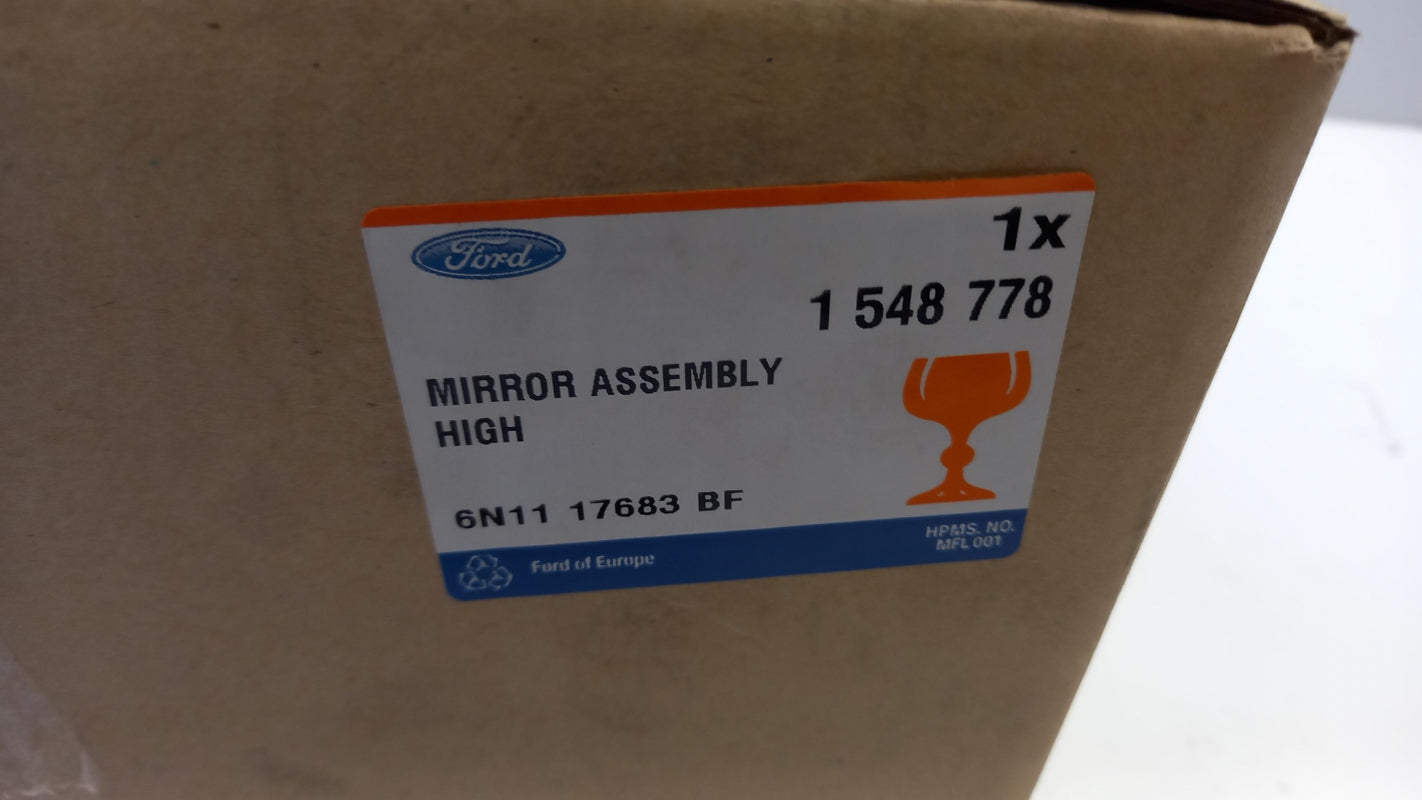 Ford
1x
1 548 778
MIRROR ASSEMBLY
HIGH
6N11 17683 BF
Ford of Europe
HPMS. NO.
MFL 001